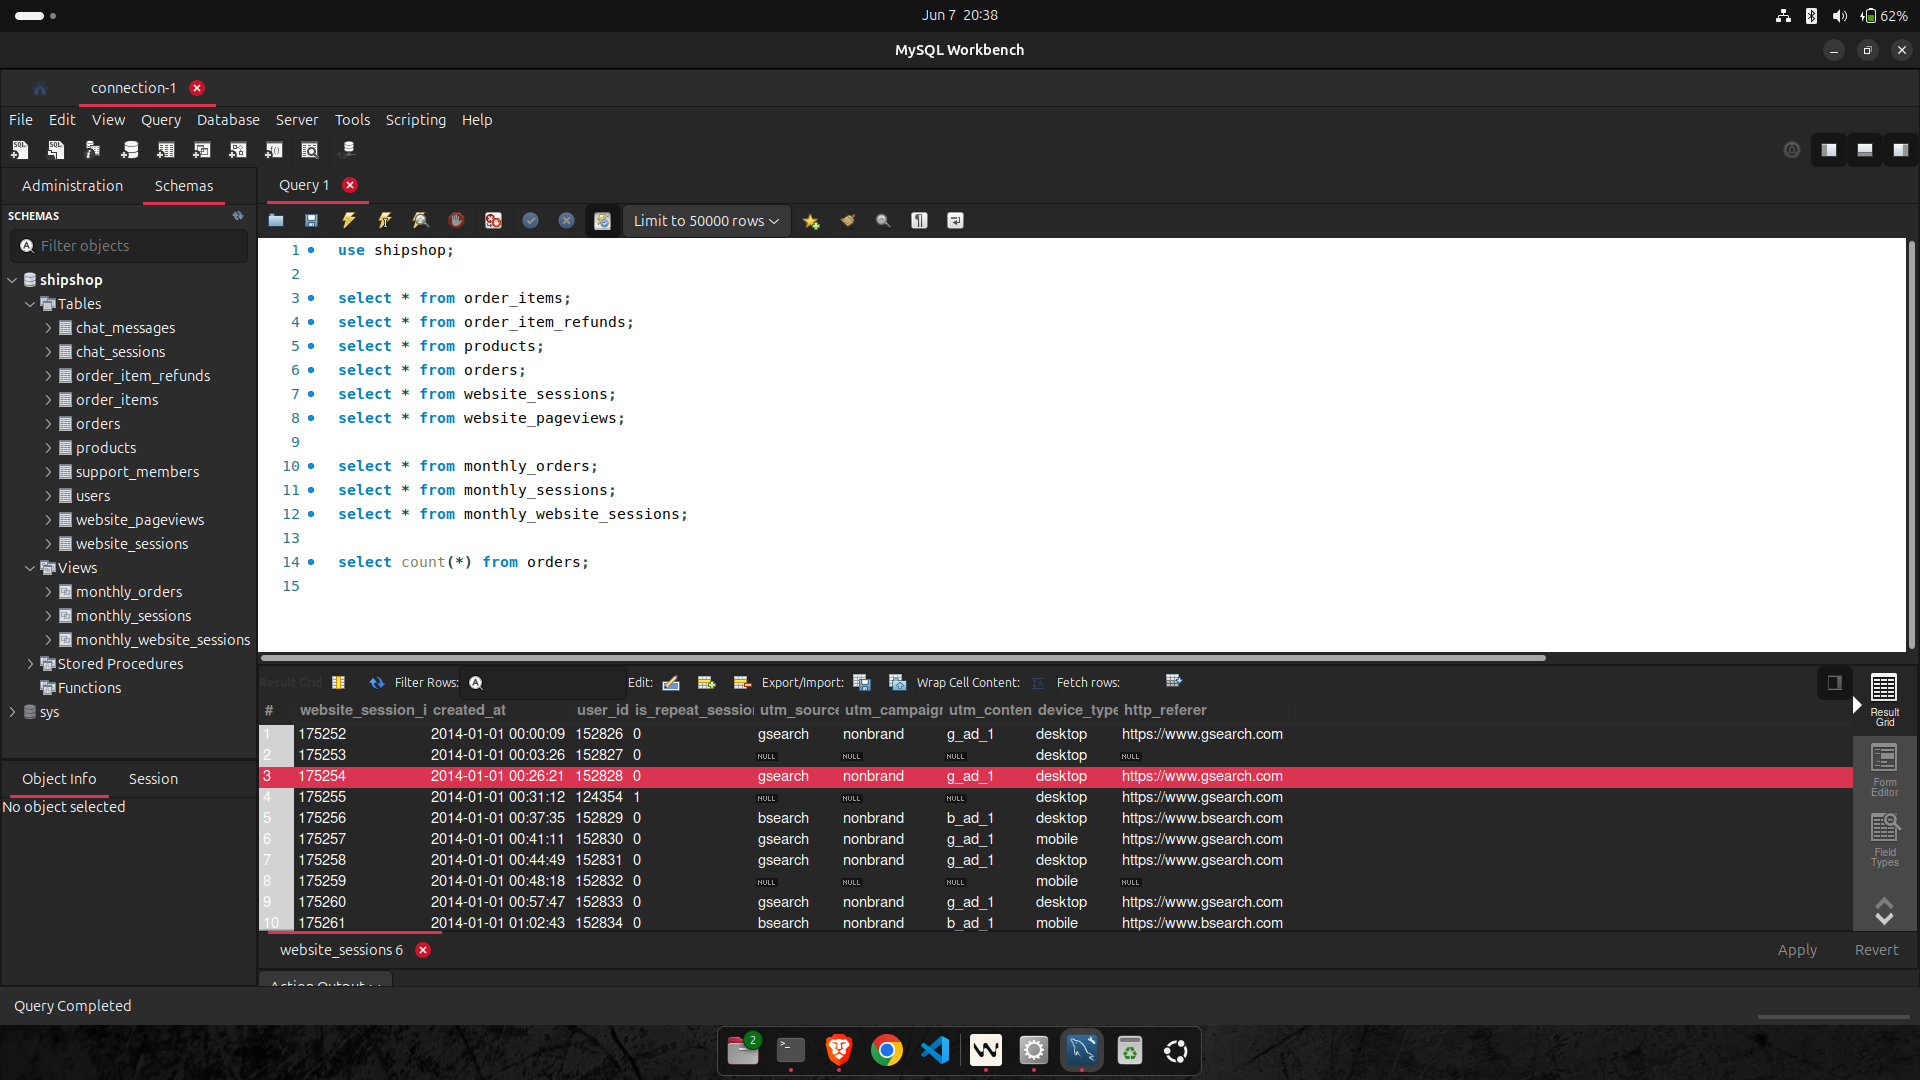 Jun 7 20:38
62%
MySQL Workbench
connection-1
File Edit View Query Database Server Tools Scripting Help
Administration Schemas
Query 1
SCHEMAS
Limit to 50000 rows
Filter objects
shipshop
Tables
chat_messages
chat_sessions
order_item_refunds
order_items
orders
products
support_members
users
website_pageviews
website_sessions
Views
monthly_orders
monthly_sessions
monthly_website_sessions
Stored Procedures
Functions
sys
Object Info Session
No object selected
1 use shipshop;
2
3 select * from order_items;
4 select * from order_item_refunds;
5 select * from products;
6 select * from orders;
7 select * from website_sessions;
8 select * from website_pageviews;
9
10 select * from monthly_orders;
11 select * from monthly_sessions;
12 select * from monthly_website_sessions;
13
14 select count(*) from orders;
15
Result Grid Filter Rows: Edit: Export/Import: Wrap Cell Content: Fetch rows:
# website_session_i created_at user_id is_repeat_session utm_source utm_campaign utm_conten device_type http_referer
1 175252 2014-01-01 00:00:09 152826 0 gsearch nonbrand g_ad_1 desktop https://www.gsearch.com
2 175253 2014-01-01 00:03:26 152827 0 NULL NULL NULL desktop NULL
3 175254 2014-01-01 00:26:21 152828 0 gsearch nonbrand g_ad_1 desktop https://www.gsearch.com
4 175255 2014-01-01 00:31:12 124354 1 NULL NULL NULL desktop https://www.gsearch.com
5 175256 2014-01-01 00:37:35 152829 0 bsearch nonbrand b_ad_1 desktop https://www.bsearch.com
6 175257 2014-01-01 00:41:11 152830 0 gsearch nonbrand g_ad_1 mobile https://www.gsearch.com
7 175258 2014-01-01 00:44:49 152831 0 gsearch nonbrand g_ad_1 desktop https://www.gsearch.com
8 175259 2014-01-01 00:48:18 152832 0 NULL NULL NULL mobile NULL
9 175260 2014-01-01 00:57:47 152833 0 gsearch nonbrand g_ad_1 desktop https://www.gsearch.com
10 175261 2014-01-01 01:02:43 152834 0 bsearch nonbrand b_ad_1 mobile https://www.bsearch.com
Result
Grid
Form
Editor
Field
Types
website_sessions 6
Apply Revert
Action Output
Query Completed
2